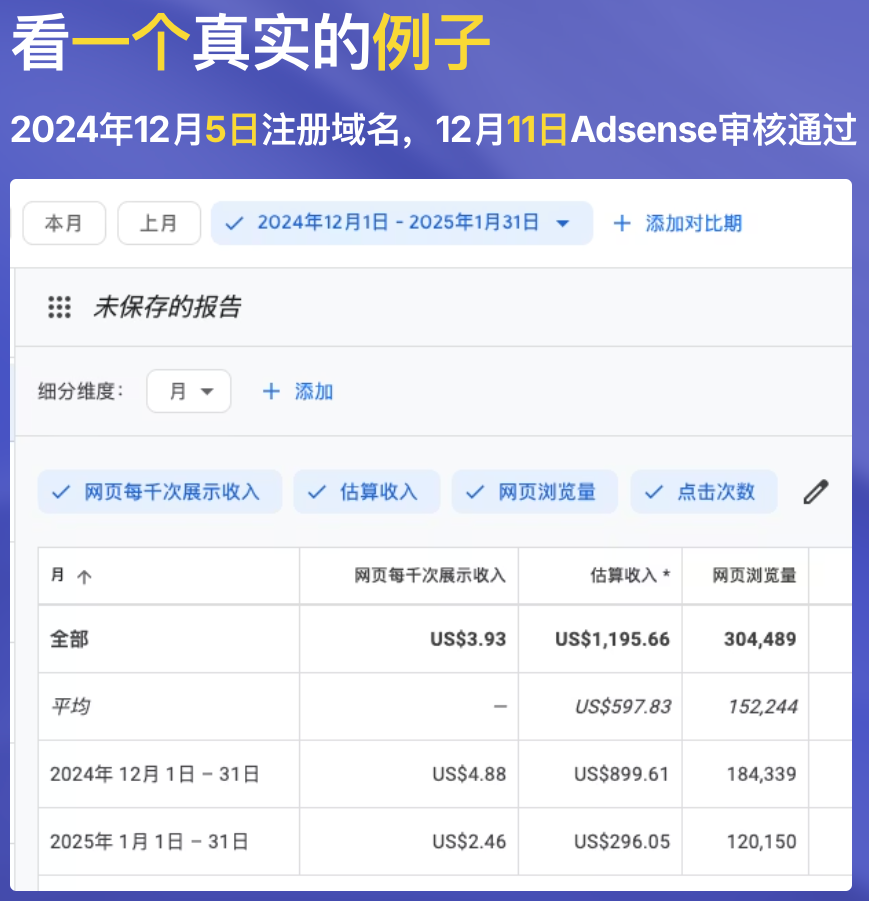 看一个真实的例子
2024年12月5日注册域名，12月11日Adsense审核通过
本月 上月 2024年12月1日 - 2025年1月31日 + 添加对比期
未保存的报告
细分维度： 月 + 添加
网页每千次展示收入 估算收入 网页浏览量 点击次数
月 ↑ 网页每千次展示收入 估算收入 * 网页浏览量
全部 US$3.93 US$1,195.66 304,489
平均 – US$597.83 152,244
2024年 12月 1日 – 31日 US$4.88 US$899.61 184,339
2025年 1月 1日 – 31日 US$2.46 US$296.05 120,150